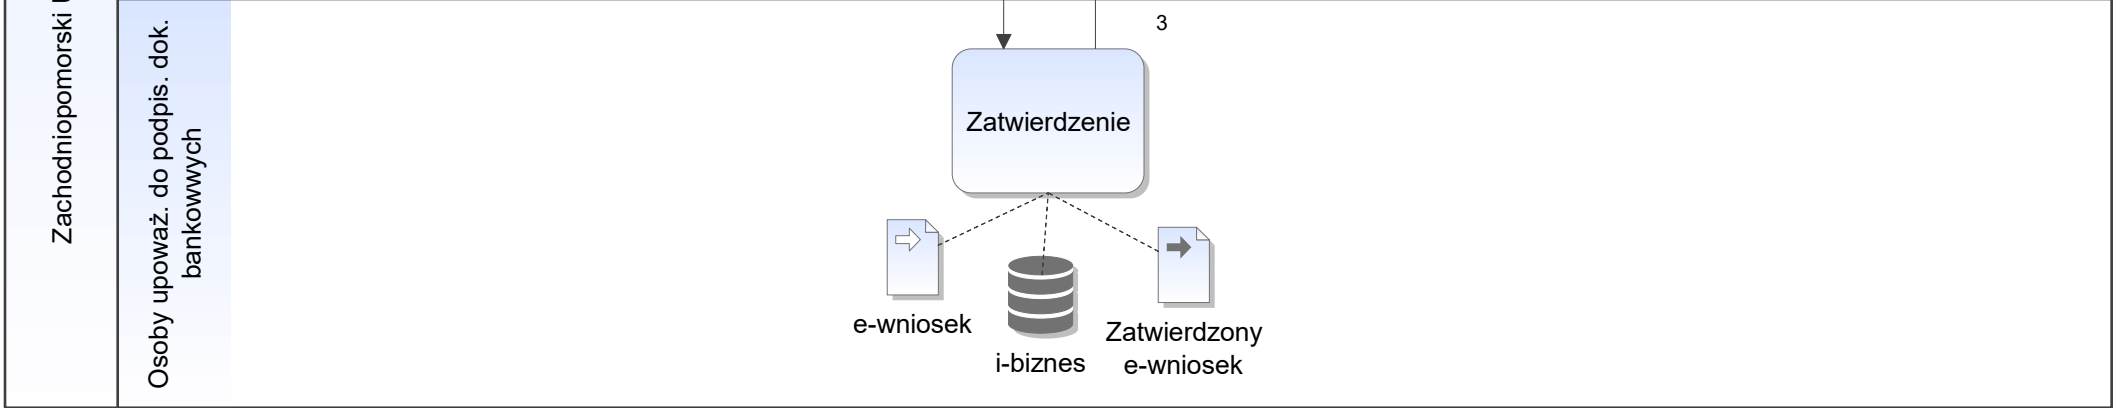 Zachodniopomorski
Osoby upoważ. do podpis. dok.
bankowwych
3
Zatwierdzenie
e-wniosek
i-biznes
Zatwierdzony
e-wniosek